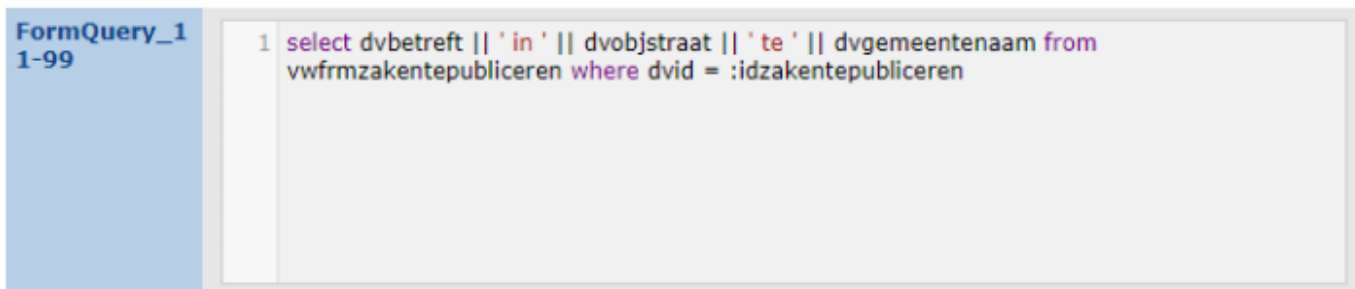 FormQuery_1
1-99
1 select dvbetreft || ' in ' || dvobjstraat || ' te ' || dvgemeentenaam from
vwfrmzakentepubliceren where dvid = :idzakentepubliceren